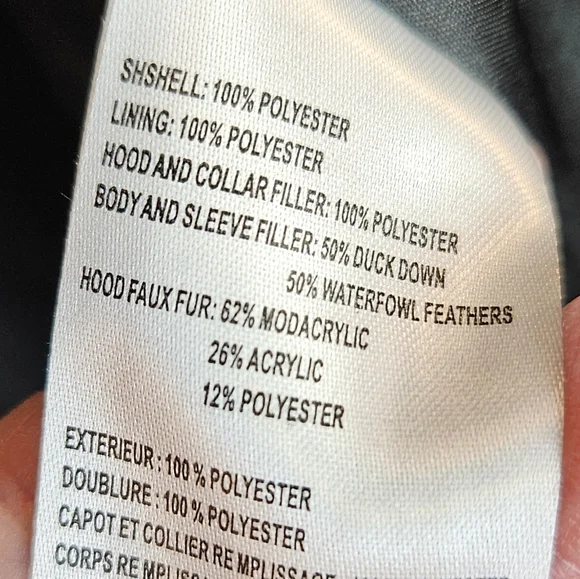 SHSHELL: 100% POLYESTER
LINING: 100% POLYESTER
HOOD AND COLLAR FILLER: 100% POLYESTER
BODY AND SLEEVE FILLER: 50% DUCK DOWN
50% WATERFOWL FEATHERS
HOOD FAUX FUR: 62% MODACRYLIC
26% ACRYLIC
12% POLYESTER
EXTERIEUR : 100 % POLYESTER
DOUBLURE : 100 % POLYESTER
CAPOT ET COLLIER RE MPLISSAGE
CORPS RE